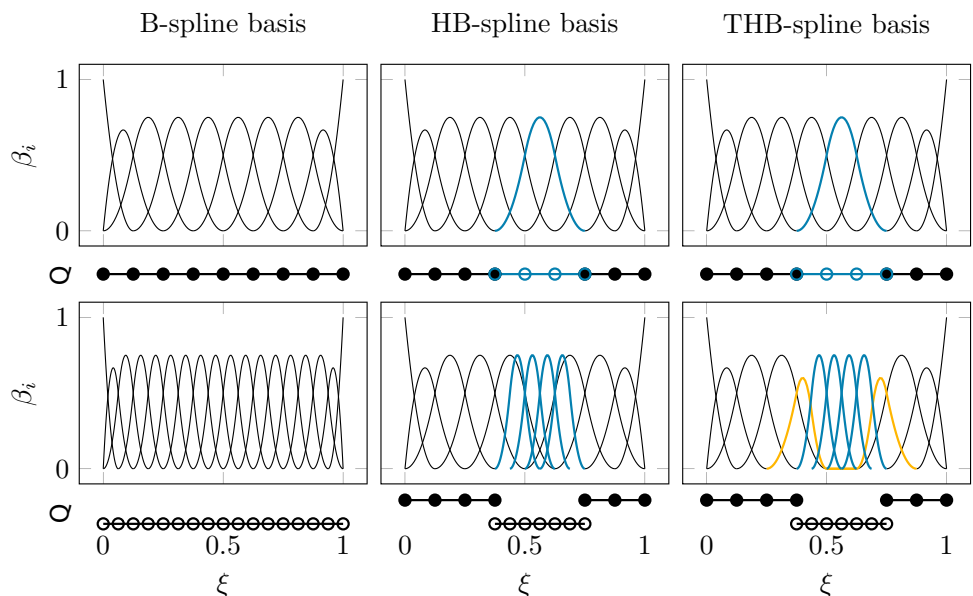 B-spline basis HB-spline basis THB-spline basis
1
β_i
0
Q
1
β_i
0
Q
0 0.5 1 0 0.5 1 0 0.5 1
ξ ξ ξ